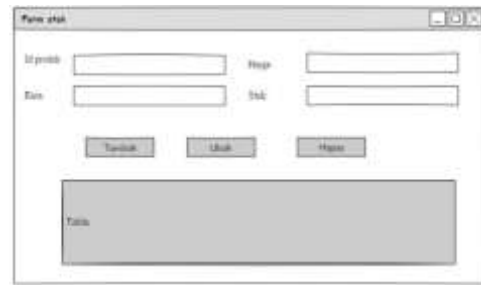 Form stok
Id produk
Harga
Stok
Tambah
Ubah
Hapus
Table